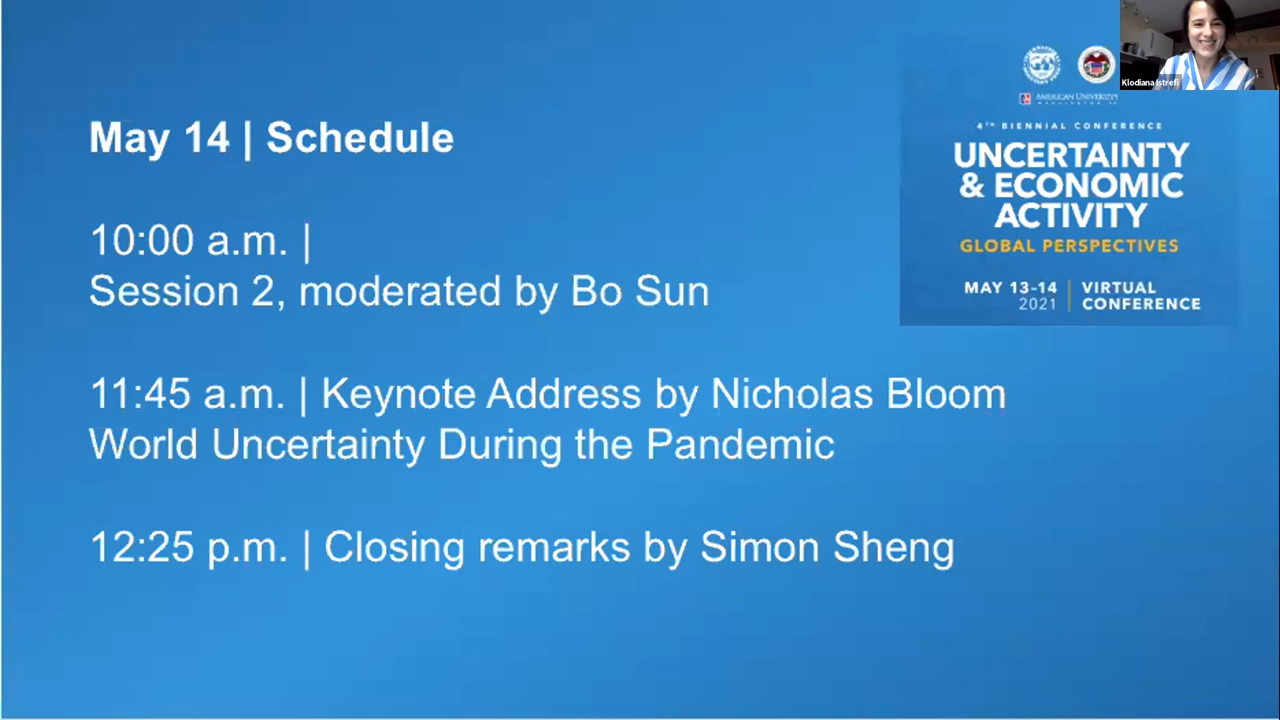 May 14 | Schedule
10:00 a.m. |
Session 2, moderated by Bo Sun
11:45 a.m. | Keynote Address by Nicholas Bloom
World Uncertainty During the Pandemic
12:25 p.m. | Closing remarks by Simon Sheng
Klodiana Istrefi
AMERICAN UNIVERSITY
4TH BIENNIAL CONFERENCE
UNCERTAINTY
& ECONOMIC
ACTIVITY
GLOBAL PERSPECTIVES
MAY 13-14
2021
VIRTUAL
CONFERENCE